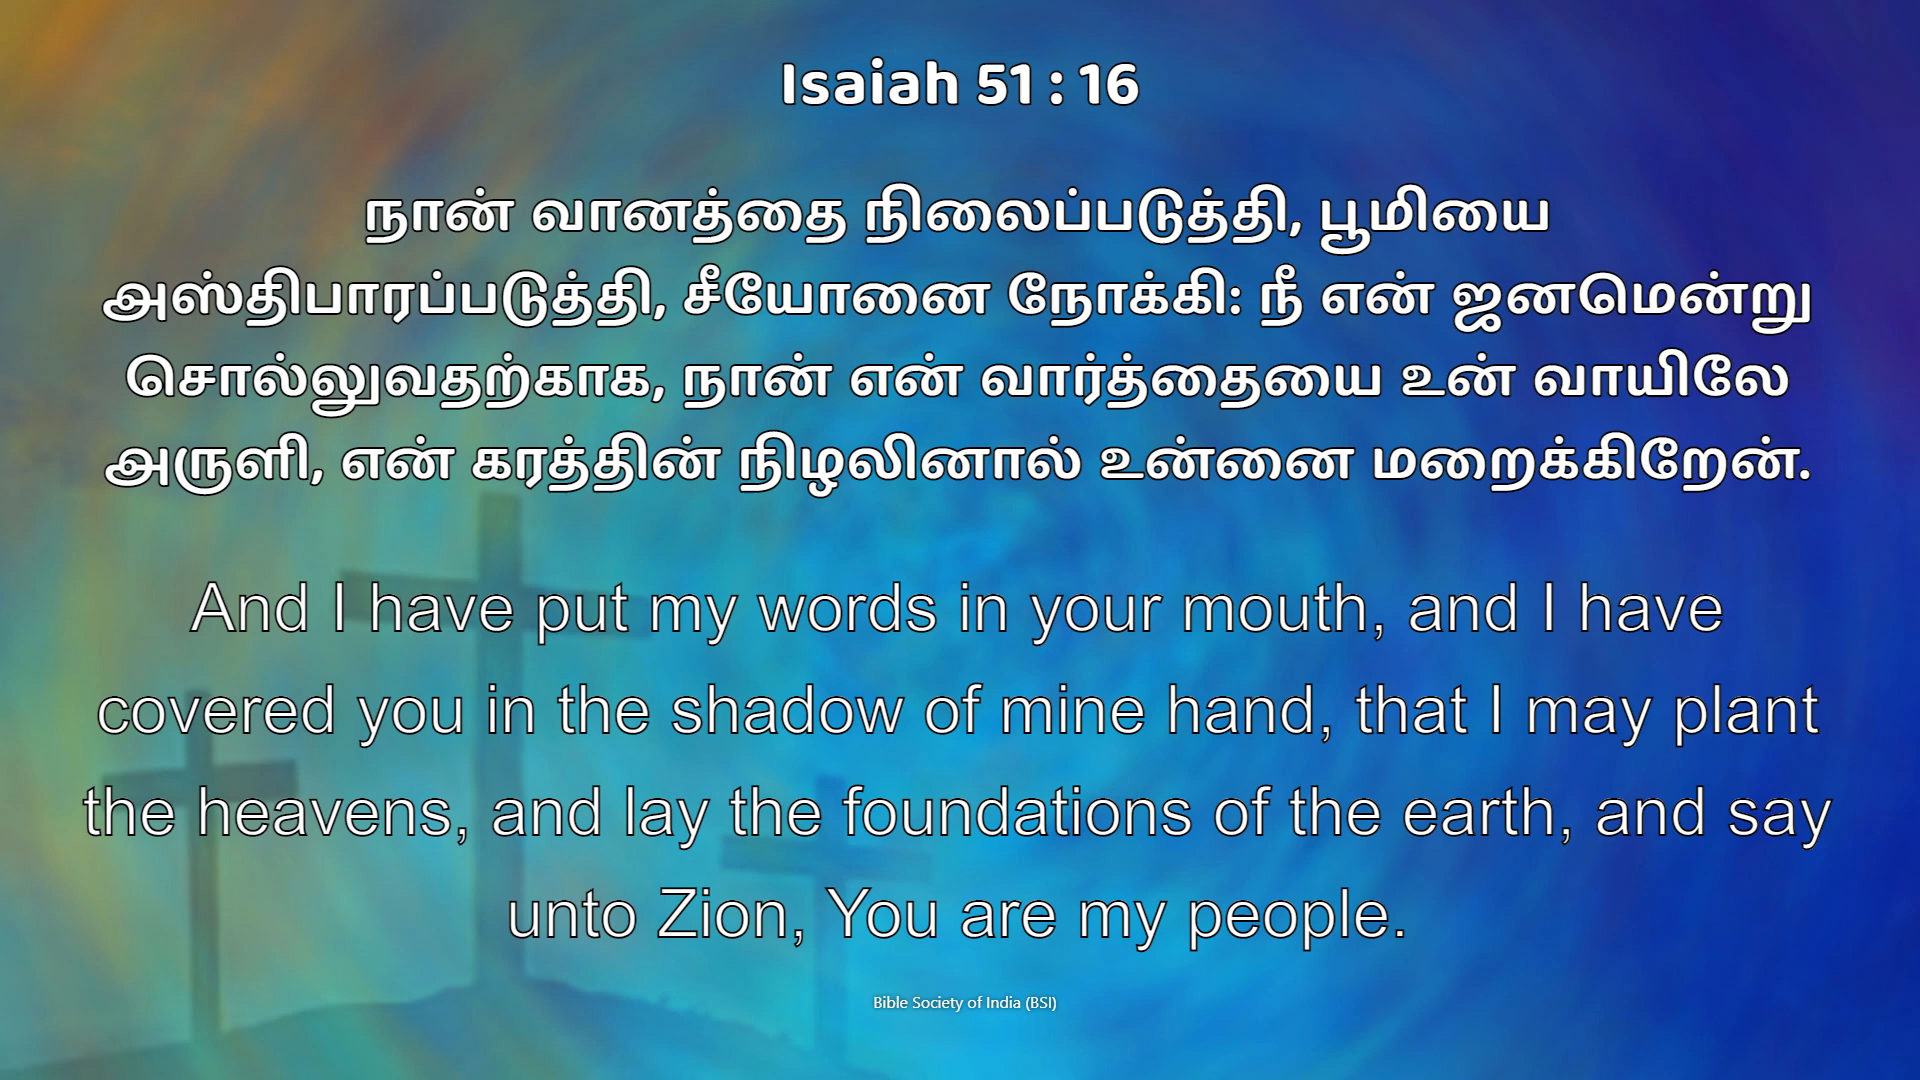 Isaiah 51 : 16
நான் வானத்தை நிலைப்படுத்தி, பூமியை
அஸ்திபாரப்படுத்தி, சீயோனை நோக்கி: நீ என் ஜனமென்று
சொல்லுவதற்காக, நான் என் வார்த்தையை உன் வாயிலே
அருளி, என் கரத்தின் நிழலினால் உன்னை மறைக்கிறேன்.
And I have put my words in your mouth, and I have
covered you in the shadow of mine hand, that I may plant
the heavens, and lay the foundations of the earth, and say
unto Zion, You are my people.
Bible Society of India (BSI)